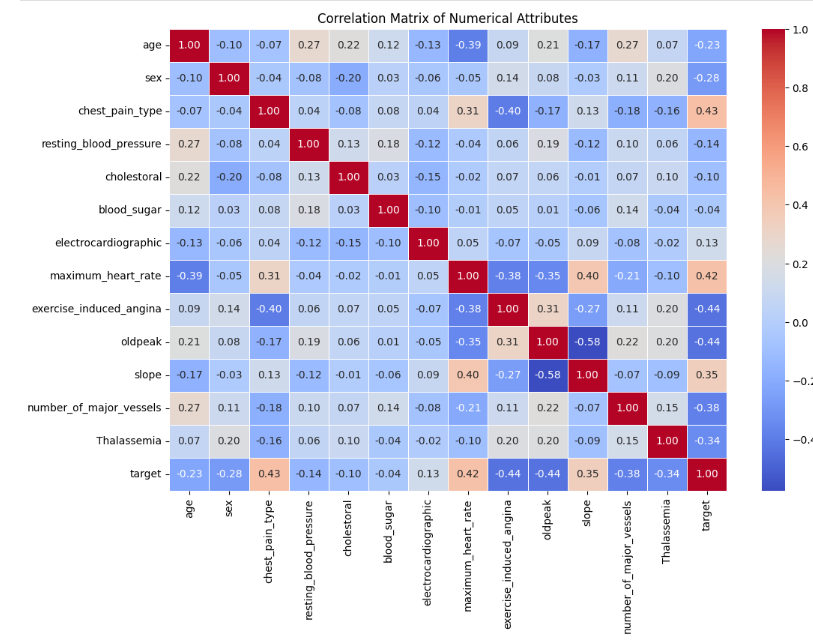 Correlation Matrix of Numerical Attributes
age 1.00 -0.10 -0.07 0.27 0.22 0.12 -0.13 -0.39 0.09 0.21 -0.17 0.27 0.07 -0.23
sex -0.10 1.00 -0.04 -0.08 -0.20 0.03 -0.06 -0.05 0.14 0.08 -0.03 0.11 0.20 -0.28
chest_pain_type -0.07 -0.04 1.00 0.04 -0.08 0.08 0.04 0.31 -0.40 -0.17 0.13 -0.18 -0.16 0.43
resting_blood_pressure 0.27 -0.08 0.04 1.00 0.13 0.18 -0.12 -0.04 0.06 0.19 -0.12 0.10 0.06 -0.14
cholestoral 0.22 -0.20 -0.08 0.13 1.00 0.03 -0.15 -0.02 0.07 0.06 -0.01 0.07 0.10 -0.10
blood_sugar 0.12 0.03 0.08 0.18 0.03 1.00 -0.10 -0.01 0.05 0.01 -0.06 0.14 -0.04 -0.04
electrocardiographic -0.13 -0.06 0.04 -0.12 -0.15 -0.10 1.00 0.05 -0.07 -0.05 0.09 -0.08 -0.02 0.13
maximum_heart_rate -0.39 -0.05 0.31 -0.04 -0.02 -0.01 0.05 1.00 -0.38 -0.35 0.40 -0.21 -0.10 0.42
exercise_induced_angina 0.09 0.14 -0.40 0.06 0.07 0.05 -0.07 -0.38 1.00 0.31 -0.27 0.11 0.20 -0.44
oldpeak 0.21 0.08 -0.17 0.19 0.06 0.01 -0.05 -0.35 0.31 1.00 -0.58 0.22 0.20 -0.44
slope -0.17 -0.03 0.13 -0.12 -0.01 -0.06 0.09 0.40 -0.27 -0.58 1.00 -0.07 -0.09 0.35
number_of_major_vessels 0.27 0.11 -0.18 0.10 0.07 0.14 -0.08 -0.21 0.11 0.22 -0.07 1.00 0.15 -0.38
Thalassemia 0.07 0.20 -0.16 0.06 0.10 -0.04 -0.02 -0.10 0.20 0.20 -0.09 0.15 1.00 -0.34
target -0.23 -0.28 0.43 -0.14 -0.10 -0.04 0.13 0.42 -0.44 -0.44 0.35 -0.38 -0.34 1.00
age
sex
chest_pain_type
resting_blood_pressure
cholestoral
blood_sugar
electrocardiographic
maximum_heart_rate
exercise_induced_angina
oldpeak
slope
number_of_major_vessels
Thalassemia
target
1.0
0.8
0.6
0.4
0.2
0.0